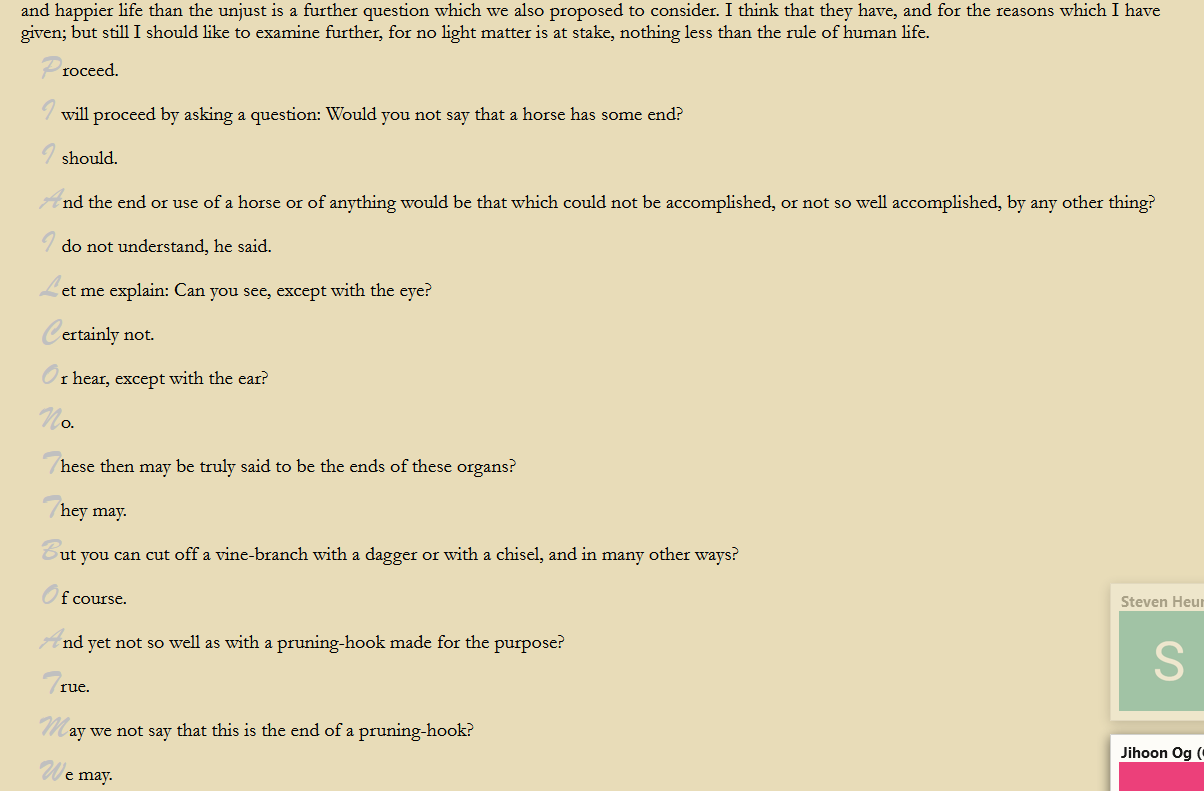 and happier life than the unjust is a further question which we also proposed to consider. I think that they have, and for the reasons which I have
given; but still I should like to examine further, for no light matter is at stake, nothing less than the rule of human life.
Proceed.
I will proceed by asking a question: Would you not say that a horse has some end?
I should.
And the end or use of a horse or of anything would be that which could not be accomplished, or not so well accomplished, by any other thing?
I do not understand, he said.
Let me explain: Can you see, except with the eye?
Certainly not.
Or hear, except with the ear?
No.
These then may be truly said to be the ends of these organs?
They may.
But you can cut off a vine-branch with a dagger or with a chisel, and in many other ways?
Of course.
And yet not so well as with a pruning-hook made for the purpose?
True.
May we not say that this is the end of a pruning-hook?
We may.
Steven
S
Jihoon Og